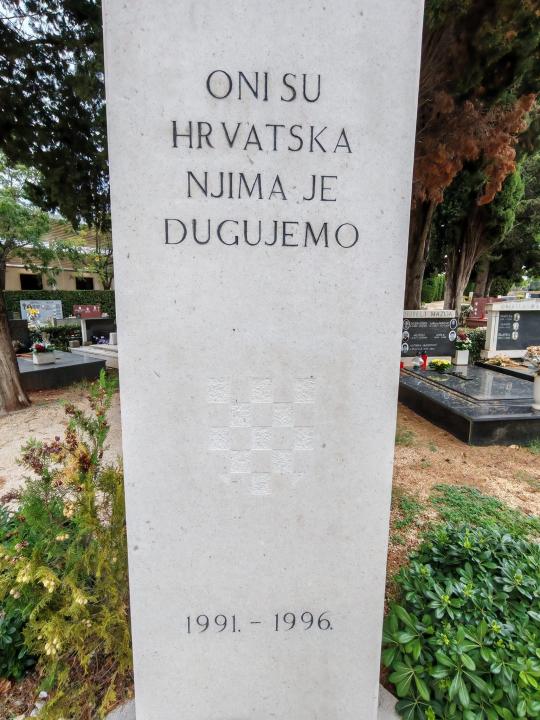 ONI SU
HRVATSKA
NJIMA JE
DUGUJEMO
1991. - 1996.